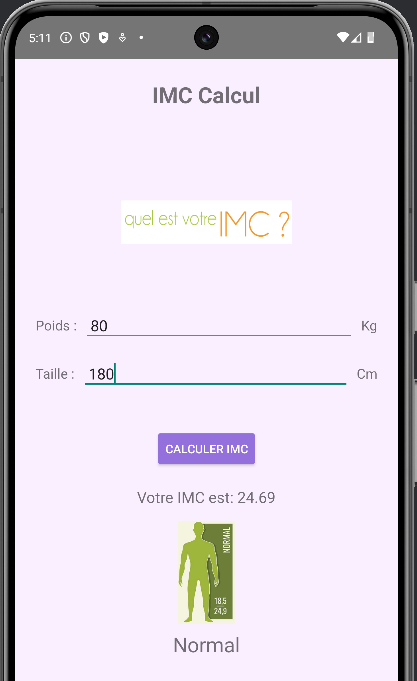 5:11
IMC Calcul
quel est votre IMC ?
Poids : 80 Kg
Taille : 180 Cm
CALCULER IMC
Votre IMC est: 24.69
NORMAL
18,5
24,9
Normal